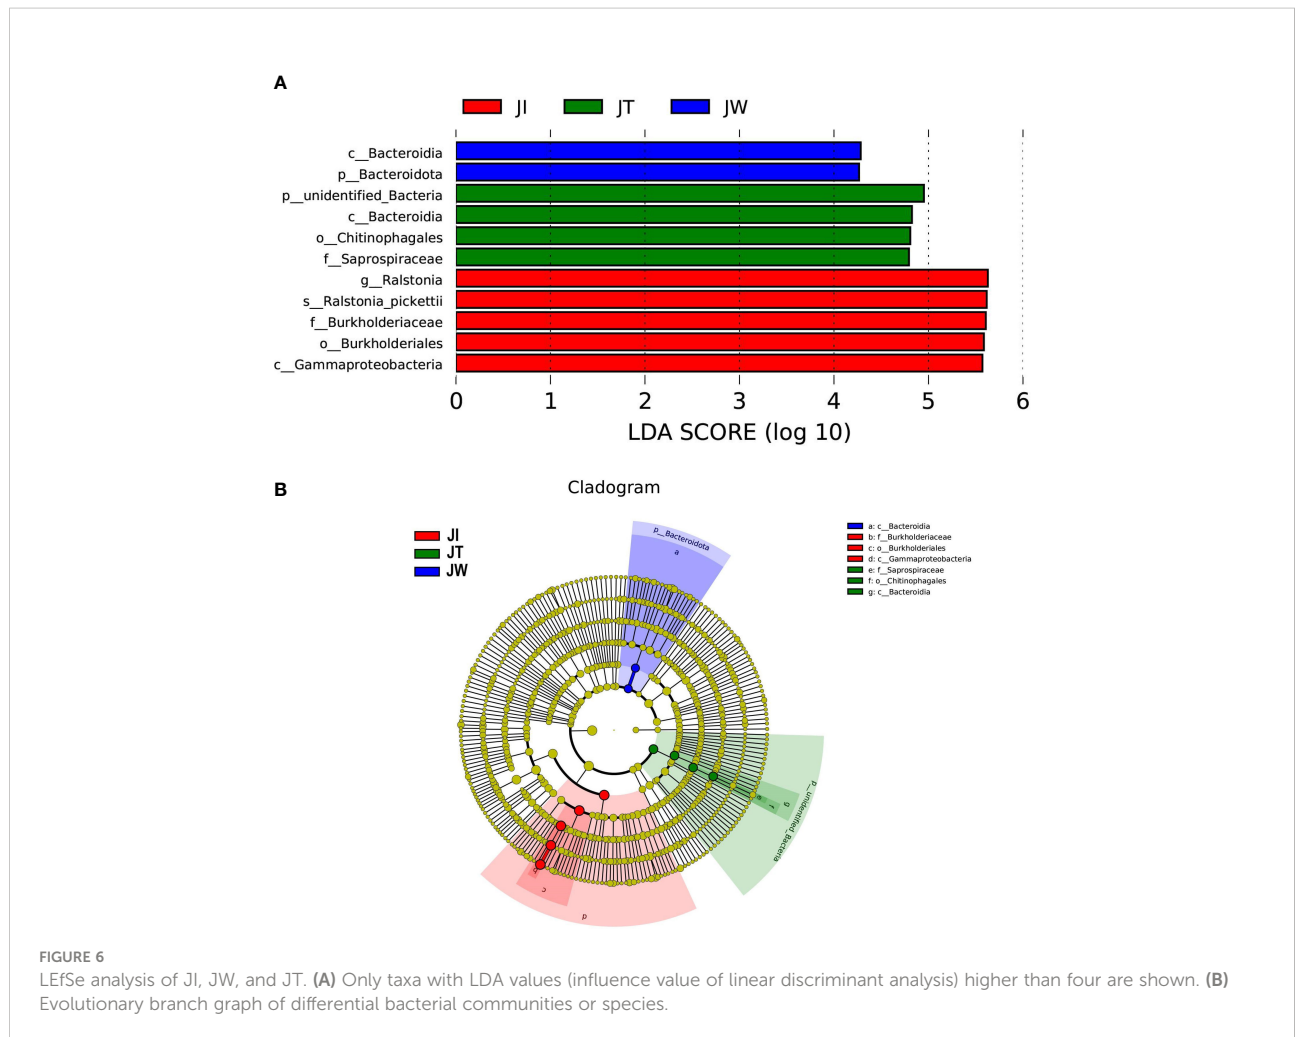 A
JI JT JW
c__Bacteroidia
p__Bacteroidota
p__unidentified_Bacteria
c__Bacteroidia
o__Chitinophagales
f__Saprospiraceae
g__Ralstonia
s__Ralstonia_pickettii
f__Burkholderiaceae
o__Burkholderiales
c__Gammaproteobacteria
0 1 2 3 4 5 6
LDA SCORE (log 10)
B
Cladogram
JI
JT
JW
a: c__Bacteroidia
b: f__Burkholderiaceae
c: o__Burkholderiales
d: c__Gammaproteobacteria
e: f__Saprospiraceae
f: o__Chitinophagales
g: c__Bacteroidia
p__Bacteroidota
a
p__unidentified_Bacteria
g
f
e
b
c
d
FIGURE 6
LEfSe analysis of JI, JW, and JT. (A) Only taxa with LDA values (influence value of linear discriminant analysis) higher than four are shown. (B)
Evolutionary branch graph of differential bacterial communities or species.